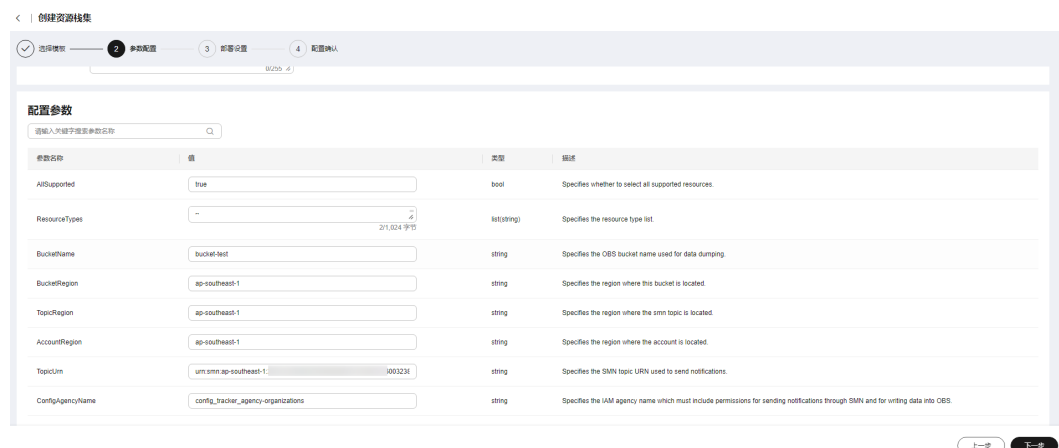 创建资源栈集
选择模板
2 参数配置
3 部署设置
4 配置确认
0/255
配置参数
请输入关键字搜索参数名称
参数名称 值 类型 描述
AllSupported true bool Specifies whether to select all supported resources.
ResourceTypes -- list(string) Specifies the resource type list.
2/1,024 字节
BucketName bucket-test string Specifies the OBS bucket name used for data dumping.
BucketRegion ap-southeast-1 string Specifies the region where this bucket is located.
TopicRegion ap-southeast-1 string Specifies the region where the smn topic is located.
AccountRegion ap-southeast-1 string Specifies the region where the account is located.
TopicUrn urn:smn:ap-southeast-1: 3003238 string Specifies the SMN topic URN used to send notifications.
ConfigAgencyName config_tracker_agency-organizations string Specifies the IAM agency name which must include permissions for sending notifications through SMN and for writing data into OBS.
上一步 下一步